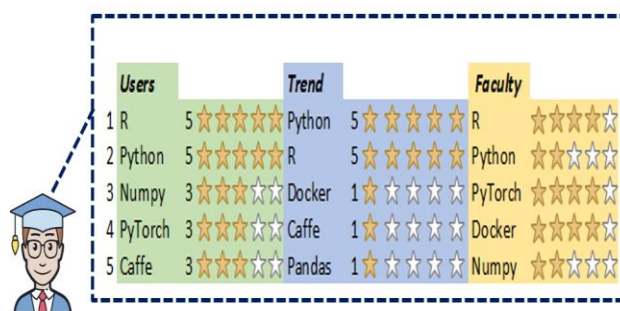 Users Trend Faculty
1 R 5 Python 5 R
2 Python 5 R 5 Python
3 Numpy 3 Docker 1 PyTorch
4 PyTorch 3 Caffe 1 Docker
5 Caffe 3 Pandas 1 Numpy